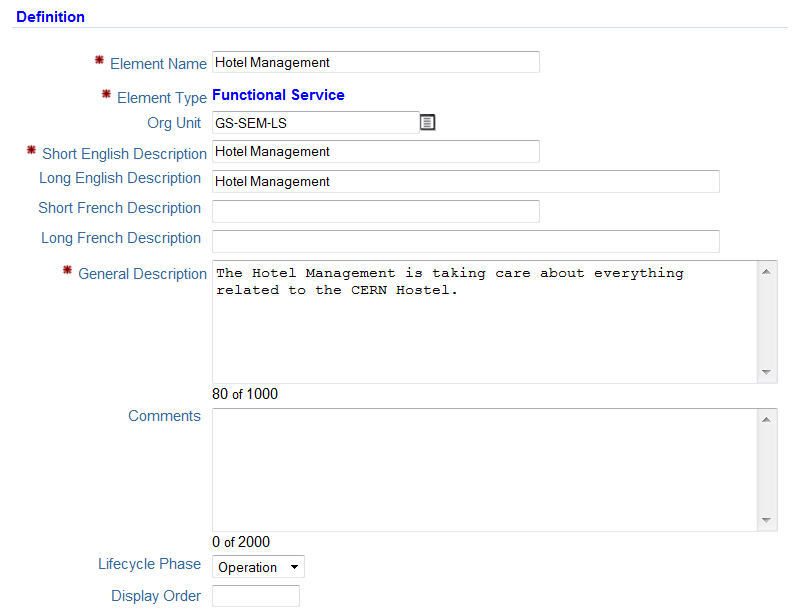 Definition
* Element Name Hotel Management
* Element Type Functional Service
Org Unit GS-SEM-LS
* Short English Description Hotel Management
Long English Description Hotel Management
Short French Description
Long French Description
* General Description The Hotel Management is taking care about everything
related to the CERN Hostel.
80 of 1000
Comments
0 of 2000
Lifecycle Phase Operation
Display Order